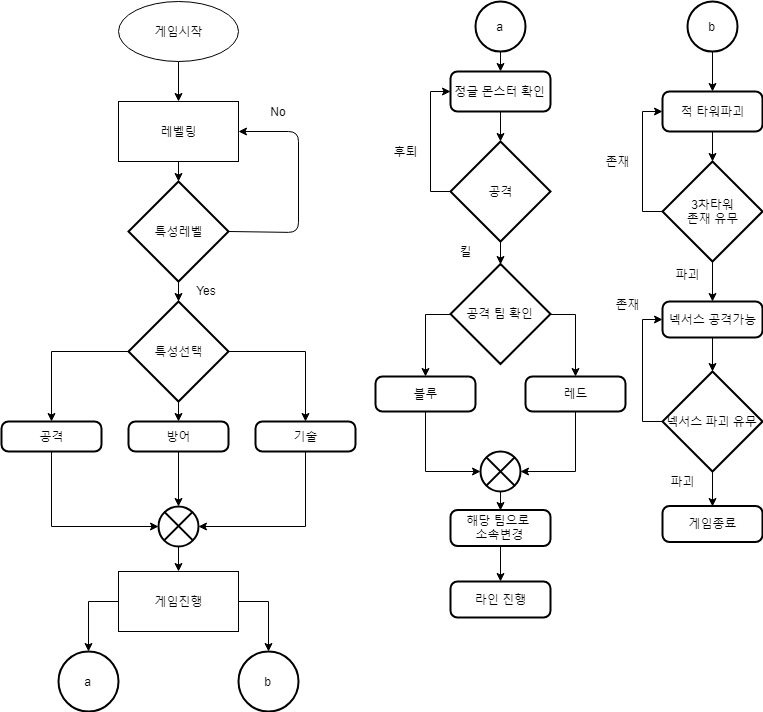 게임시작
레벨링
No
특성레벨
Yes
특성선택
공격
방어
기술
게임진행
a
b
a
정글 몬스터 확인
후퇴
공격
킬
공격 팀 확인
블루
레드
해당 팀으로
소속변경
라인 진행
b
적 타워파괴
존재
3차타워
존재 유무
파괴
존재
넥서스 공격가능
넥서스 파괴 유무
파괴
게임종료